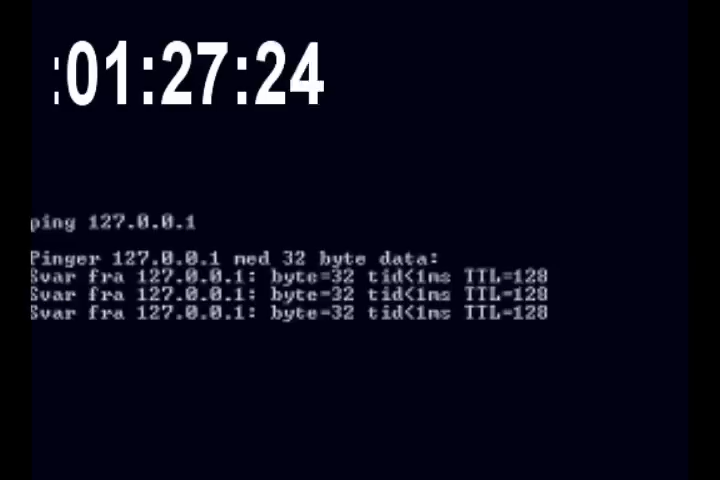 :01:27:24
ping 127.0.0.1
Pinger 127.0.0.1 med 32 byte data:
Svar fra 127.0.0.1: byte=32 tid<1ms TTL=128
Svar fra 127.0.0.1: byte=32 tid<1ms TTL=128
Svar fra 127.0.0.1: byte=32 tid<1ms TTL=128